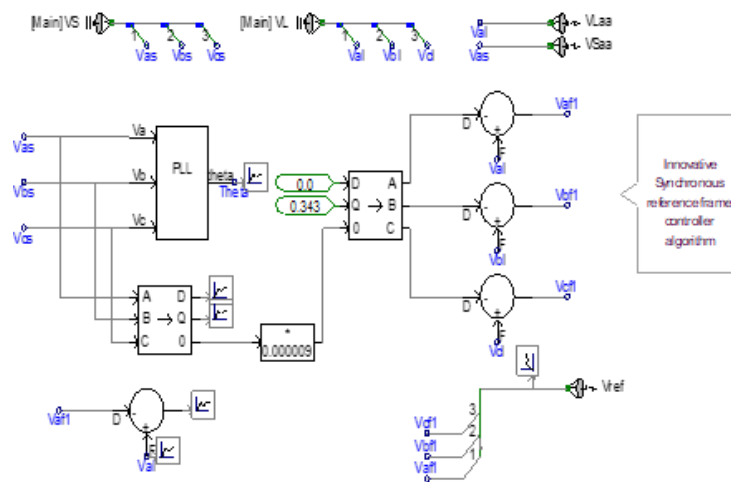 [Main] VS
1 2 3
Vas Vbs Vcs
[Main] VL
1 2 3
Val Vbl Vcl
Val VLaa
Vas VSaa
Vas Va
Vbs Vb
Vcs Vc
PLL
theta
Theta
0.0
0.343
D A
Q B
0 C
D F
Val
Vaf1
D F
Vbl
Vbf1
D F
Vcl
Vcf1
Innovative
Synchronous
reference frame
controller
algorithm
A D
B Q
C 0
*
0.000009
Vaf1 D F
Val
Vref
3
2
1
Vcf1
Vbf1
Vaf1